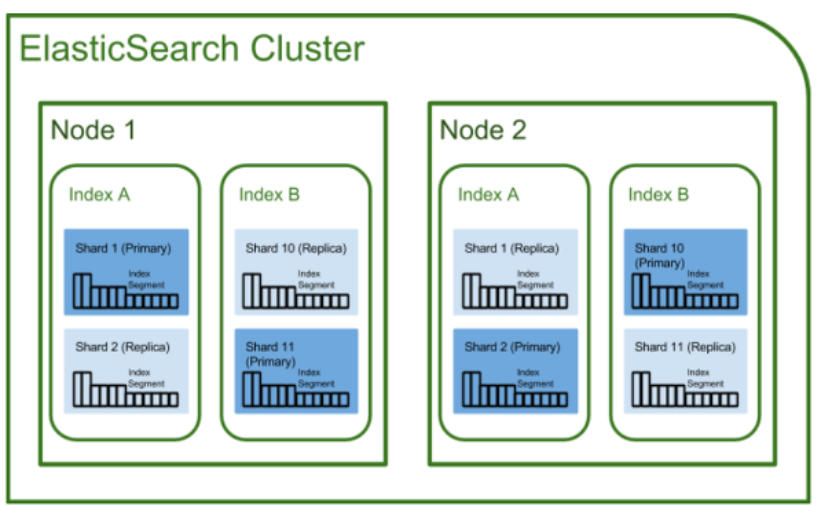 ElasticSearch Cluster
Node 1
Index A
Shard 1 (Primary)
Index
Segment
Shard 2 (Replica)
Index
Segment
Index B
Shard 10 (Replica)
Index
Segment
Shard 11
(Primary)
Index
Segment
Node 2
Index A
Shard 1 (Replica)
Index
Segment
Shard 2 (Primary)
Index
Segment
Index B
Shard 10
(Primary)
Index
Segment
Shard 11 (Replica)
Index
Segment